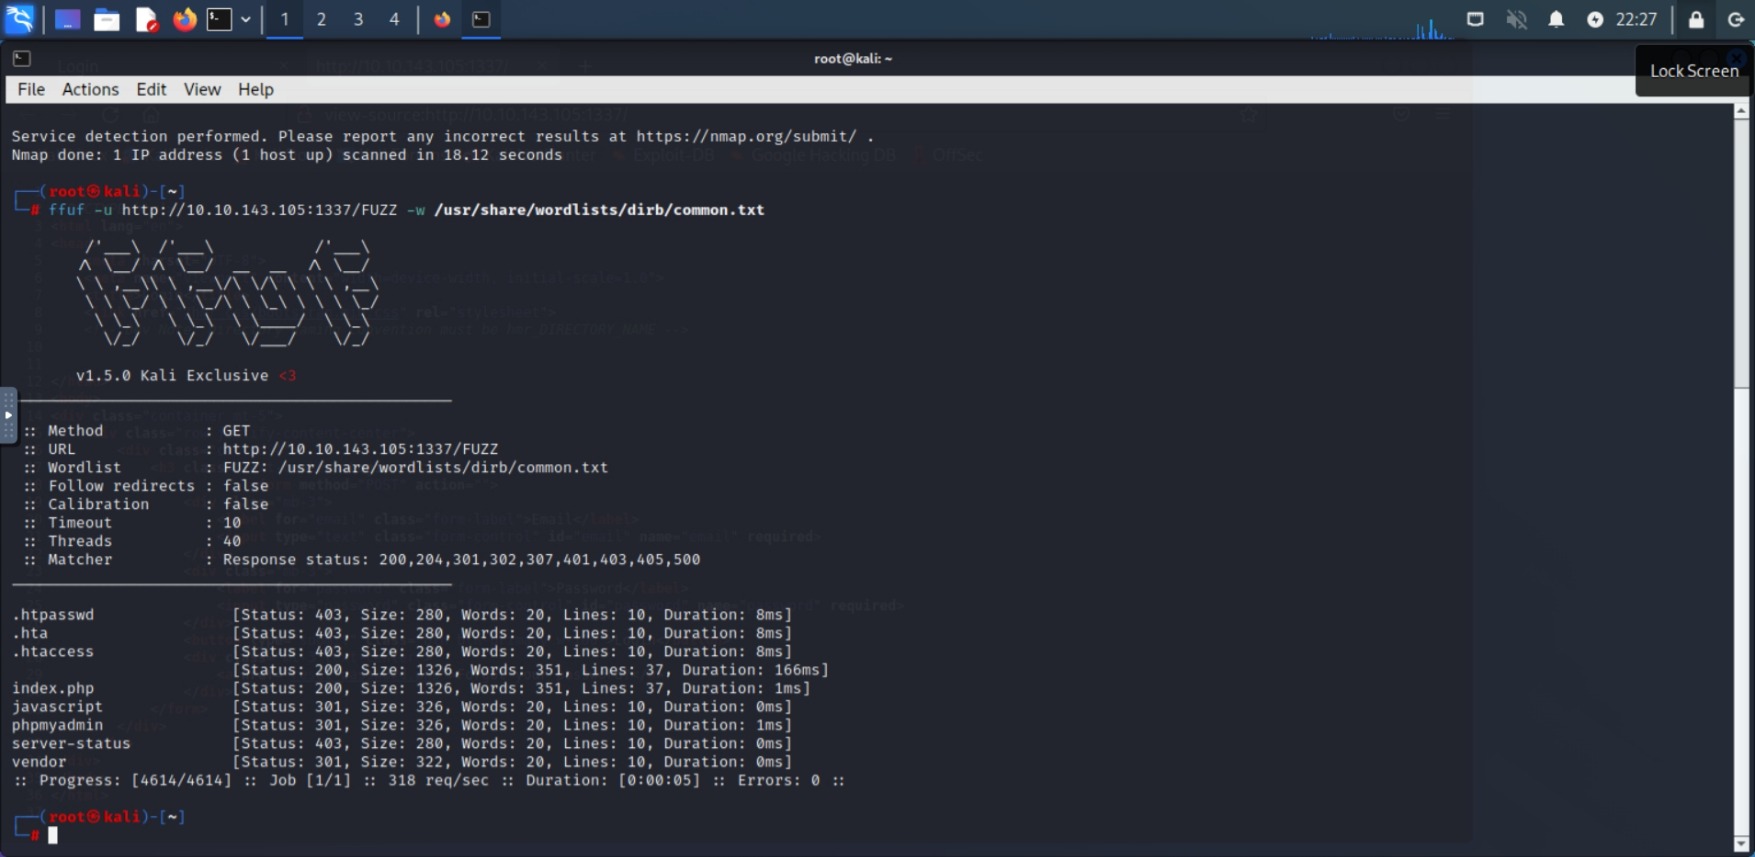 1 2 3 4 22:27
root@kali: ~
Lock Screen
File Actions Edit View Help
Service detection performed. Please report any incorrect results at https://nmap.org/submit/ .
Nmap done: 1 IP address (1 host up) scanned in 18.12 seconds
(root㉿kali)-[~]
# ffuf -u http://10.10.143.105:1337/FUZZ -w /usr/share/wordlists/dirb/common.txt
v1.5.0 Kali Exclusive <3
:: Method : GET
:: URL : http://10.10.143.105:1337/FUZZ
:: Wordlist : FUZZ: /usr/share/wordlists/dirb/common.txt
:: Follow redirects : false
:: Calibration : false
:: Timeout : 10
:: Threads : 40
:: Matcher : Response status: 200,204,301,302,307,401,403,405,500
.htpasswd [Status: 403, Size: 280, Words: 20, Lines: 10, Duration: 8ms]
.hta [Status: 403, Size: 280, Words: 20, Lines: 10, Duration: 8ms]
.htaccess [Status: 403, Size: 280, Words: 20, Lines: 10, Duration: 8ms]
[Status: 200, Size: 1326, Words: 351, Lines: 37, Duration: 166ms]
index.php [Status: 200, Size: 1326, Words: 351, Lines: 37, Duration: 1ms]
javascript [Status: 301, Size: 326, Words: 20, Lines: 10, Duration: 0ms]
phpmyadmin [Status: 301, Size: 326, Words: 20, Lines: 10, Duration: 1ms]
server-status [Status: 403, Size: 280, Words: 20, Lines: 10, Duration: 0ms]
vendor [Status: 301, Size: 322, Words: 20, Lines: 10, Duration: 0ms]
:: Progress: [4614/4614] :: Job [1/1] :: 318 req/sec :: Duration: [0:00:05] :: Errors: 0 ::
(root㉿kali)-[~]
#